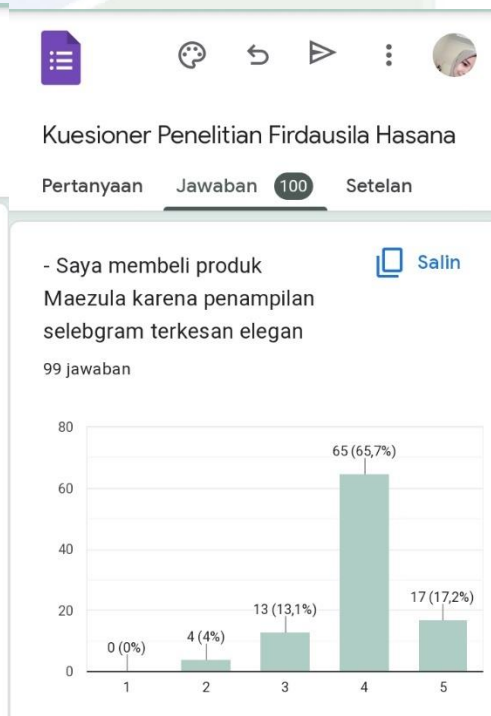 Kuesioner Penelitian Firdausila Hasana
Pertanyaan Jawaban 100 Setelan
- Saya membeli produk
Maezula karena penampilan
selebgram terkesan elegan
Salin
99 jawaban
80
60
40
20
0
0 (0%)
4 (4%)
13 (13,1%)
65 (65,7%)
17 (17,2%)
1 2 3 4 5